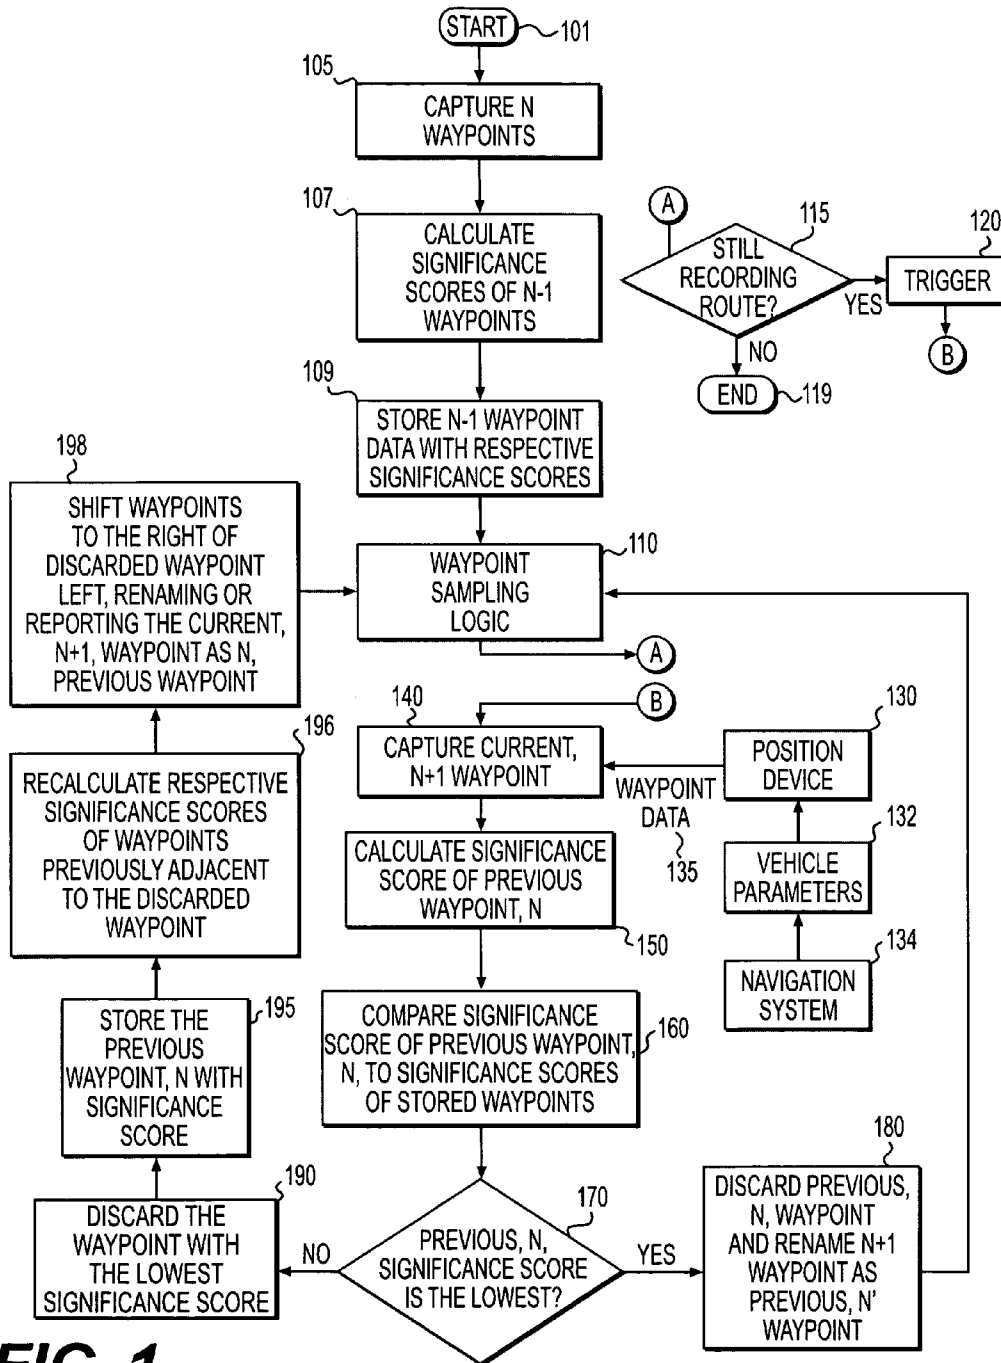 START
101
105
CAPTURE N
WAYPOINTS
107
CALCULATE
SIGNIFICANCE
SCORES OF N-1
WAYPOINTS
A
115
STILL
RECORDING
ROUTE?
YES
120
TRIGGER
B
NO
END
119
109
STORE N-1 WAYPOINT
DATA WITH RESPECTIVE
SIGNIFICANCE SCORES
110
WAYPOINT
SAMPLING
LOGIC
A
B
198
SHIFT WAYPOINTS
TO THE RIGHT OF
DISCARDED WAYPOINT
LEFT, RENAMING OR
REPORTING THE CURRENT,
N+1, WAYPOINT AS N,
PREVIOUS WAYPOINT
140
CAPTURE CURRENT,
N+1 WAYPOINT
WAYPOINT
DATA
135
130
POSITION
DEVICE
132
VEHICLE
PARAMETERS
134
NAVIGATION
SYSTEM
196
RECALCULATE RESPECTIVE
SIGNIFICANCE SCORES
OF WAYPOINTS
PREVIOUSLY ADJACENT
TO THE DISCARDED
WAYPOINT
CALCULATE SIGNIFICANCE
SCORE OF PREVIOUS
WAYPOINT, N
150
COMPARE SIGNIFICANCE
SCORE OF PREVIOUS WAYPOINT,
N, TO SIGNIFICANCE SCORES
OF STORED WAYPOINTS
160
195
STORE THE
PREVIOUS
WAYPOINT, N WITH
SIGNIFICANCE
SCORE
190
DISCARD THE
WAYPOINT WITH
THE LOWEST
SIGNIFICANCE SCORE
NO
170
PREVIOUS, N,
SIGNIFICANCE SCORE
IS THE LOWEST?
YES
180
DISCARD PREVIOUS,
N, WAYPOINT
AND RENAME N+1
WAYPOINT AS
PREVIOUS, N'
WAYPOINT
FIG. 1